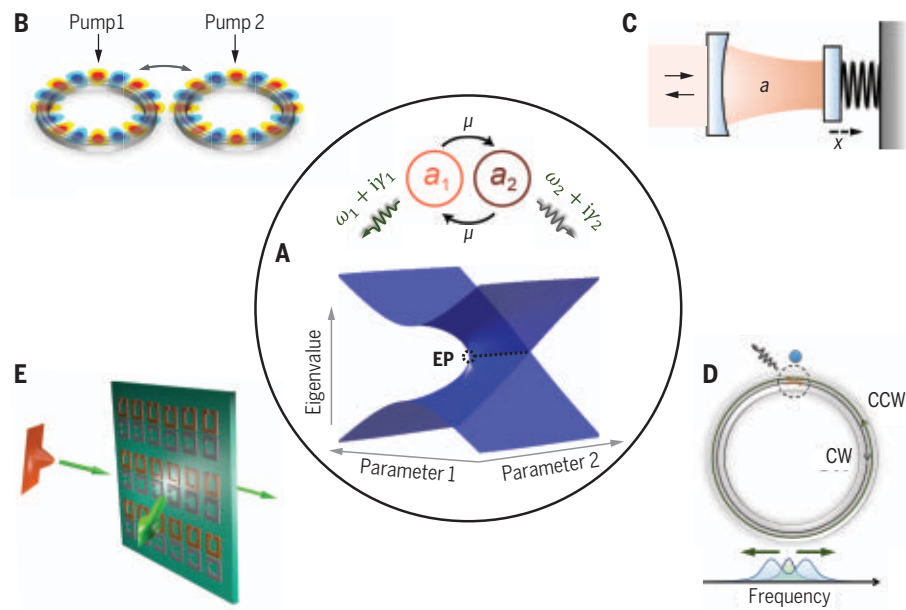 B
Pump1
Pump 2
C
a
x
μ
a1
a2
ω1 + iγ1
ω2 + iγ2
μ
A
Eigenvalue
EP
Parameter 1
Parameter 2
E
D
CCW
CW
Frequency